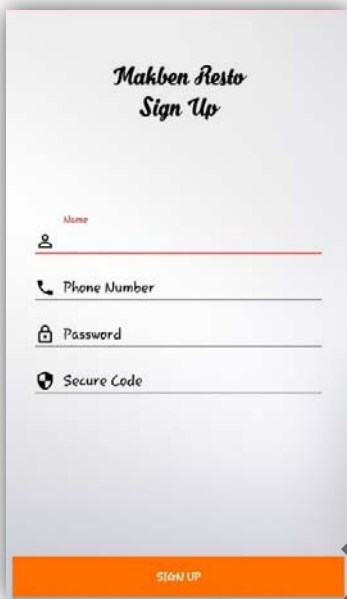 Makben Resto
Sign Up
Name
Phone Number
Password
Secure Code
SIGN UP